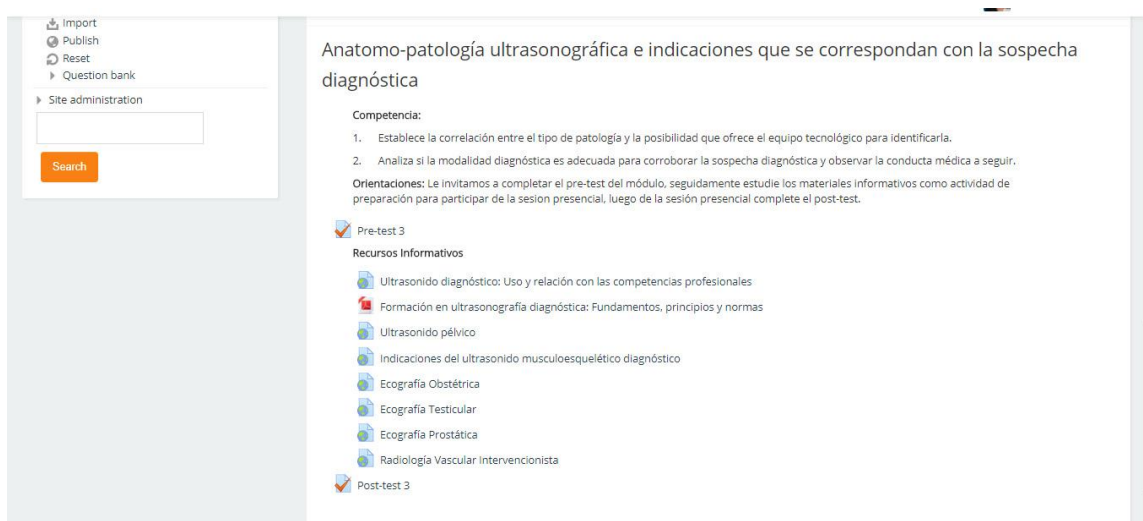 Import
Publish
Reset
Question bank
Site administration
Search
Anatomo-patología ultrasonográfica e indicaciones que se correspondan con la sospecha
diagnóstica
Competencia:
1. Establece la correlación entre el tipo de patología y la posibilidad que ofrece el equipo tecnológico para identificarla.
2. Analiza si la modalidad diagnóstica es adecuada para corroborar la sospecha diagnóstica y observar la conducta médica a seguir.
Orientaciones: Le invitamos a completar el pre-test del módulo, seguidamente estudie los materiales informativos como actividad de
preparación para participar de la sesion presencial, luego de la sesión presencial complete el post-test.
Pre-test 3
Recursos Informativos
Ultrasonido diagnóstico: Uso y relación con las competencias profesionales
Formación en ultrasonografía diagnóstica: Fundamentos, principios y normas
Ultrasonido pélvico
Indicaciones del ultrasonido musculoesquelético diagnóstico
Ecografía Obstétrica
Ecografía Testicular
Ecografía Prostática
Radiología Vascular Intervencionista
Post-test 3